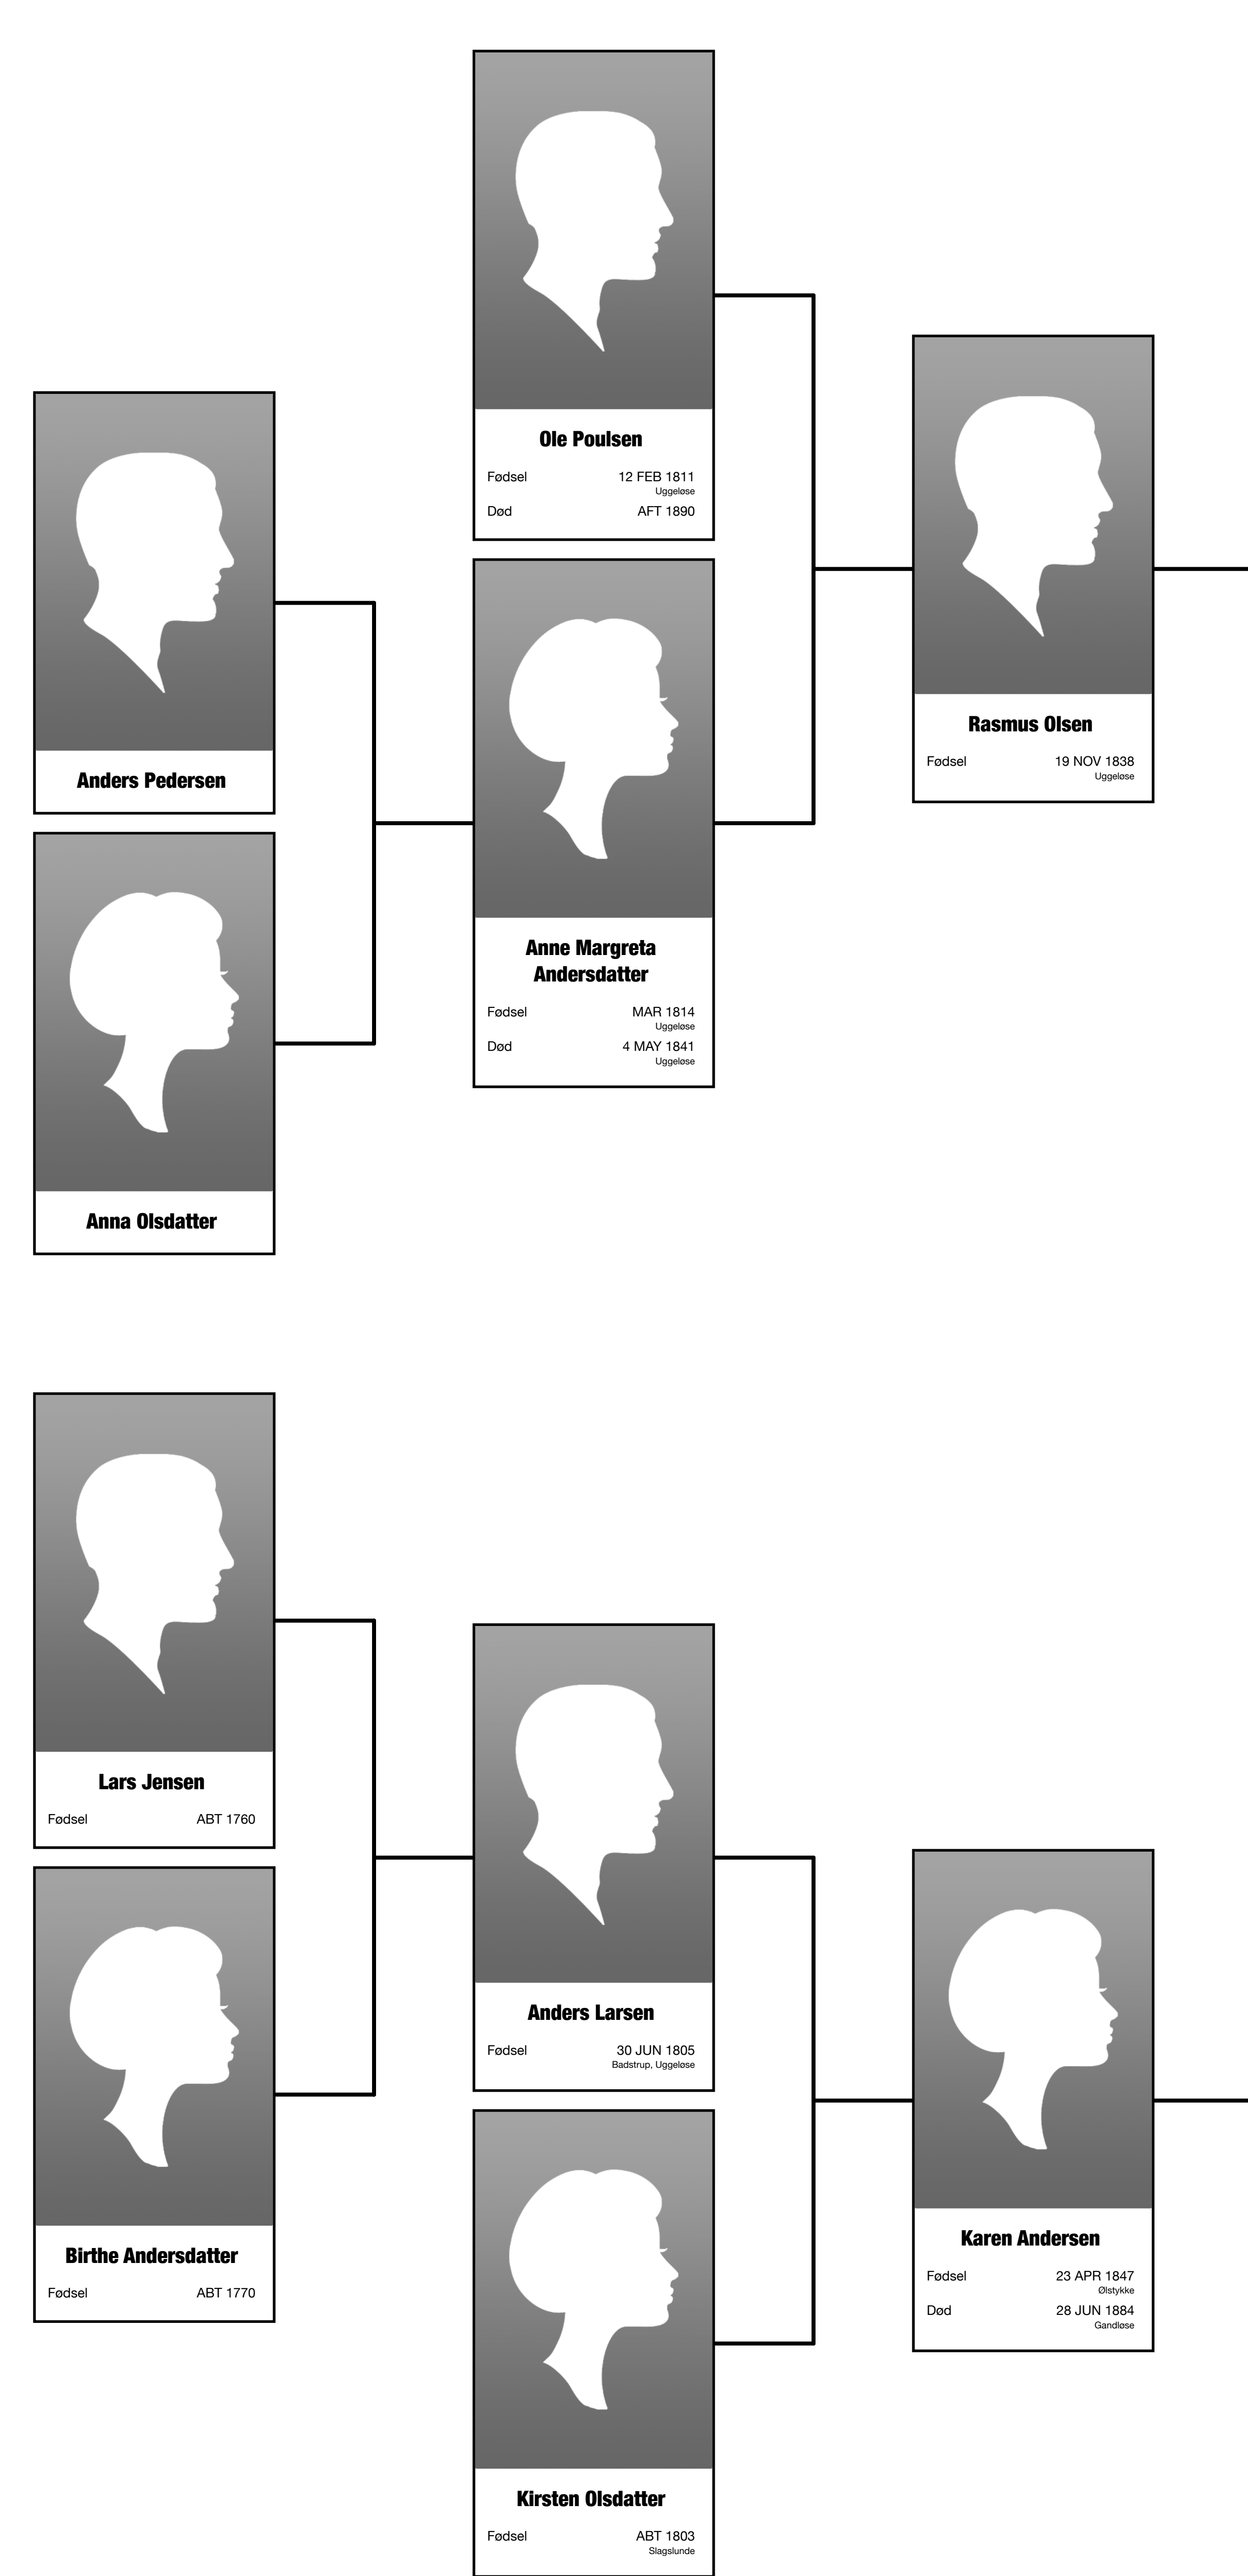 Ole Poulsen
Fødsel 12 FEB 1811
Uggeløse
Død AFT 1890
Anders Pedersen
Rasmus Olsen
Fødsel 19 NOV 1838
Uggeløse
Anne Margreta
Andersdatter
Fødsel MAR 1814
Uggeløse
Død 4 MAY 1841
Uggeløse
Anna Olsdatter
Lars Jensen
Fødsel ABT 1760
Anders Larsen
Fødsel 30 JUN 1805
Badstrup, Uggeløse
Birthe Andersdatter
Fødsel ABT 1770
Karen Andersen
Fødsel 23 APR 1847
Ølstykke
Død 28 JUN 1884
Gandløse
Kirsten Olsdatter
Fødsel ABT 1803
Slagslunde